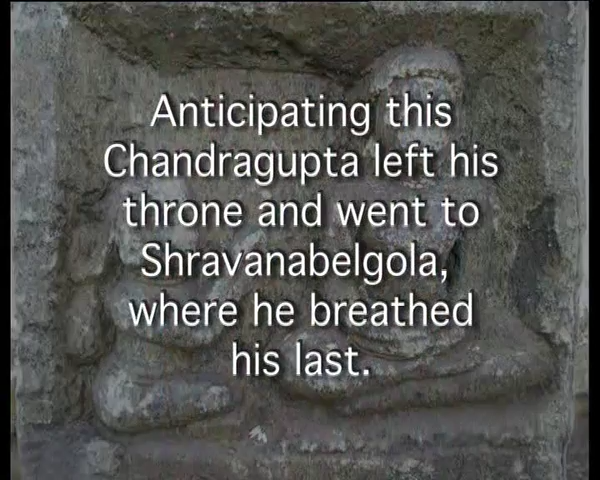 Anticipating this
Chandragupta left his
throne and went to
Shravanabelgola,
where he breathed
his last.